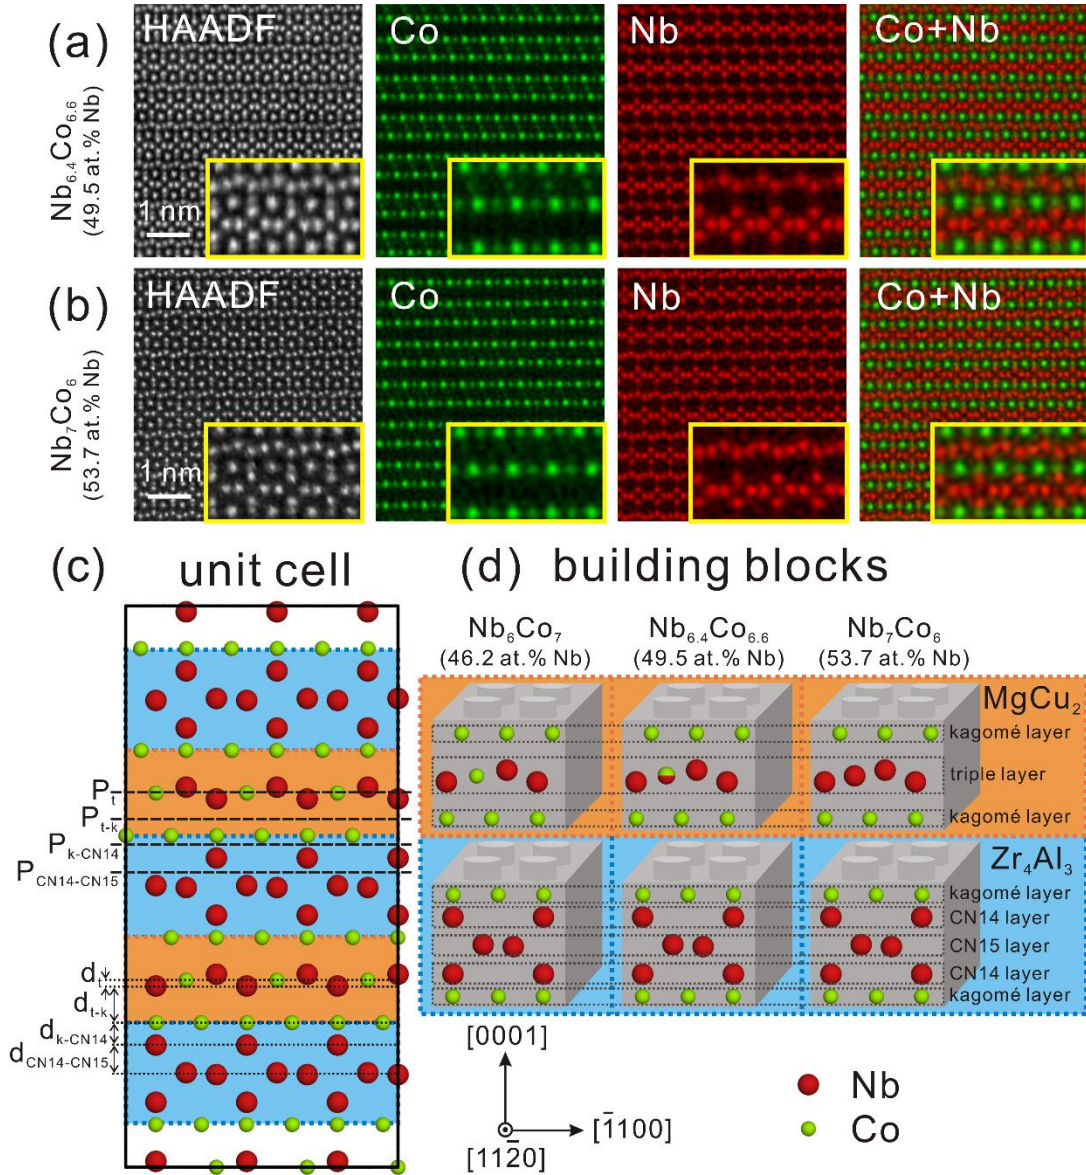 (a)
Nb6.4Co6.6
(49.5 at.% Nb)
HAADF
Co
Nb
Co+Nb
1 nm
(b)
Nb7Co6
(53.7 at.% Nb)
HAADF
Co
Nb
Co+Nb
1 nm
(c) unit cell
Pt
Pt-k
Pk-CN14
PCN14-CN15
dt
dt-k
dk-CN14
dCN14-CN15
(d) building blocks
Nb6Co7
(46.2 at.% Nb)
Nb6.4Co6.6
(49.5 at.% Nb)
Nb7Co6
(53.7 at.% Nb)
MgCu2
kagomé layer
triple layer
kagomé layer
Zr4Al3
kagomé layer
CN14 layer
CN15 layer
CN14 layer
kagomé layer
[0001]
[1̄100]
[112̄0]
Nb
Co